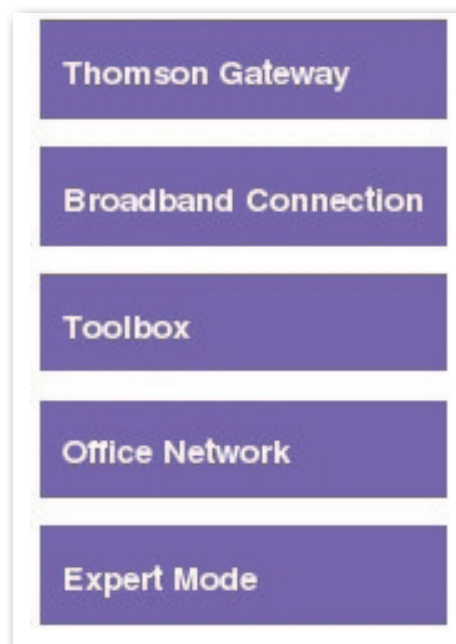 Thomson Gateway
Broadband Connection
Toolbox
Office Network
Expert Mode